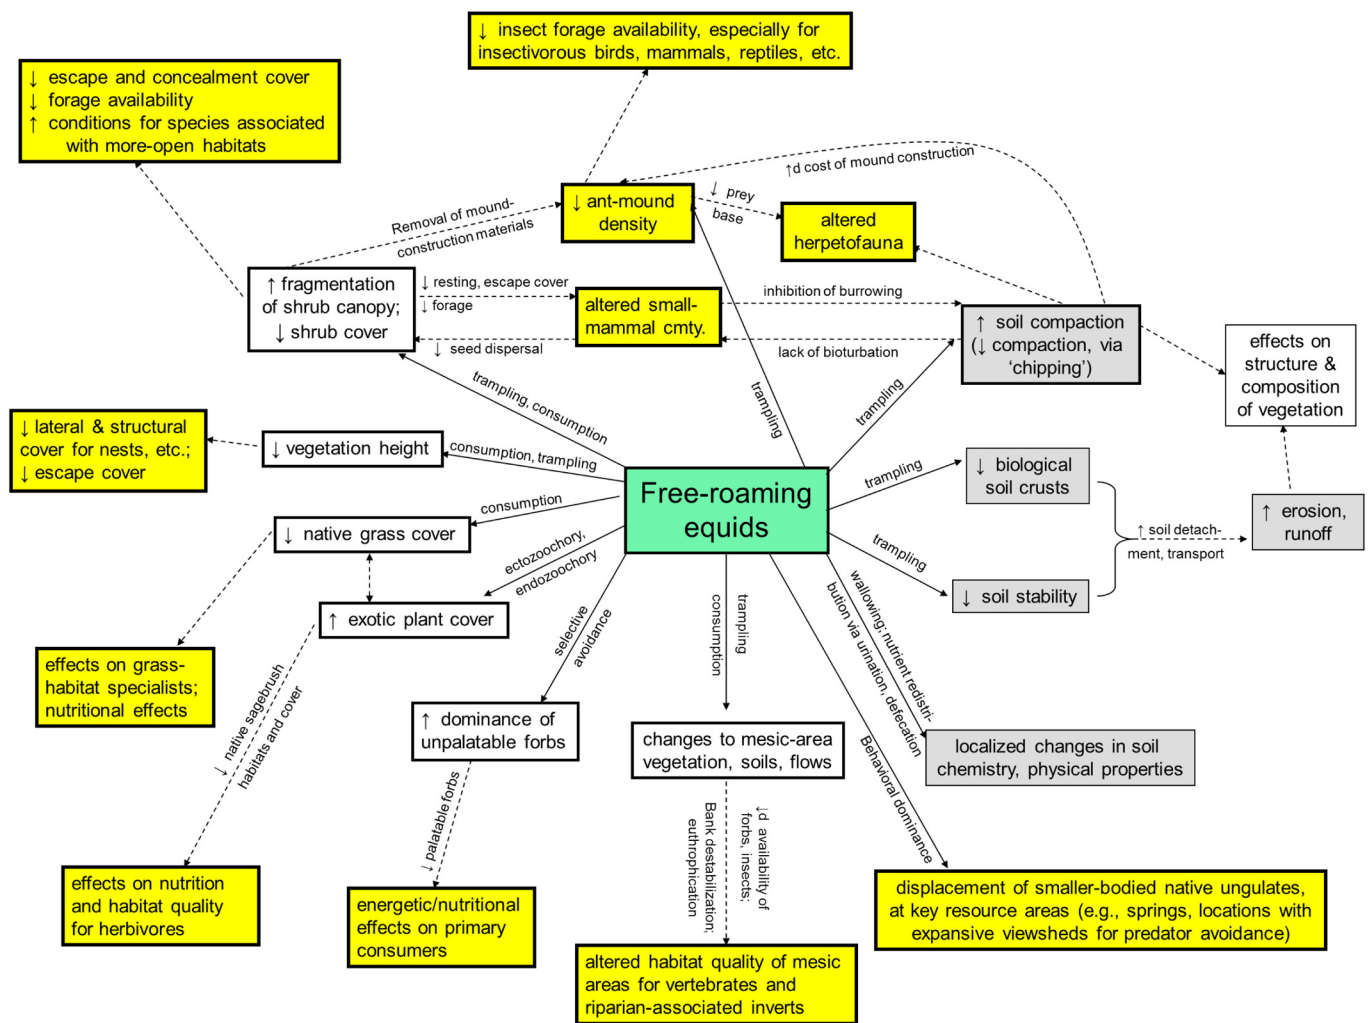 ↓ insect forage availability, especially for
insectivorous birds, mammals, reptiles, etc.
↓ escape and concealment cover
↓ forage availability
↑ conditions for species associated
with more-open habitats
↑d cost of mound construction
Removal of mound-
construction materials
↓ ant-mound
density
↓ prey
base
altered
herpetofauna
↑ fragmentation
of shrub canopy;
↓ shrub cover
↓ resting, escape cover
↓ forage
altered small-
mammal cmty.
inhibition of burrowing
↓ seed dispersal
lack of bioturbation
↑ soil compaction
(↓ compaction, via
‘chipping’)
effects on
structure &
composition
of vegetation
trampling, consumption
trampling
trampling
↓ lateral & structural
cover for nests, etc.;
↓ escape cover
↓ vegetation height
consumption, trampling
Free-roaming
equids
trampling
↓ biological
soil crusts
consumption
↓ native grass cover
↑ erosion,
runoff
↑ soil detach-
ment, transport
ectozoochory,
endozoochory
trampling
↓ soil stability
↑ exotic plant cover
selective
avoidance
trampling
consumption
wallowing; nutrient redistri-
bution via urination, defecation
effects on grass-
habitat specialists;
nutritional effects
↓ native sagebrush
habitats and cover
↑ dominance of
unpalatable forbs
changes to mesic-area
vegetation, soils, flows
Behavioral dominance
localized changes in soil
chemistry, physical properties
↓ palatable forbs
↓d availability of
forbs, insects;
Bank destabilization;
euthrophication
effects on nutrition
and habitat quality
for herbivores
energetic/nutritional
effects on primary
consumers
displacement of smaller-bodied native ungulates,
at key resource areas (e.g., springs, locations with
expansive viewsheds for predator avoidance)
altered habitat quality of mesic
areas for vertebrates and
riparian-associated inverts